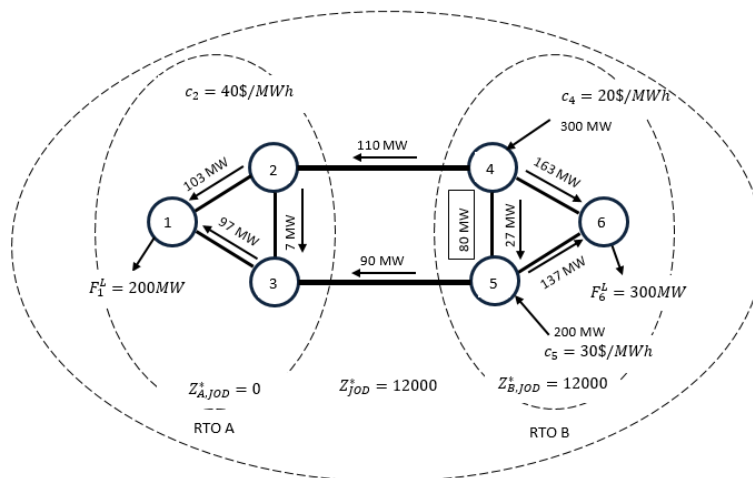 c₂ = 40$/MWh
c₄ = 20$/MWh
110 MW
300 MW
2
4
103 MW
163 MW
1
7 MW
80 MW
27 MW
6
97 MW
137 MW
3
90 MW
5
F₁ᴸ = 200MW
F₆ᴸ = 300MW
200 MW
c₅ = 30$/MWh
Z*A,JOD = 0
Z*JOD = 12000
Z*B,JOD = 12000
RTO A
RTO B